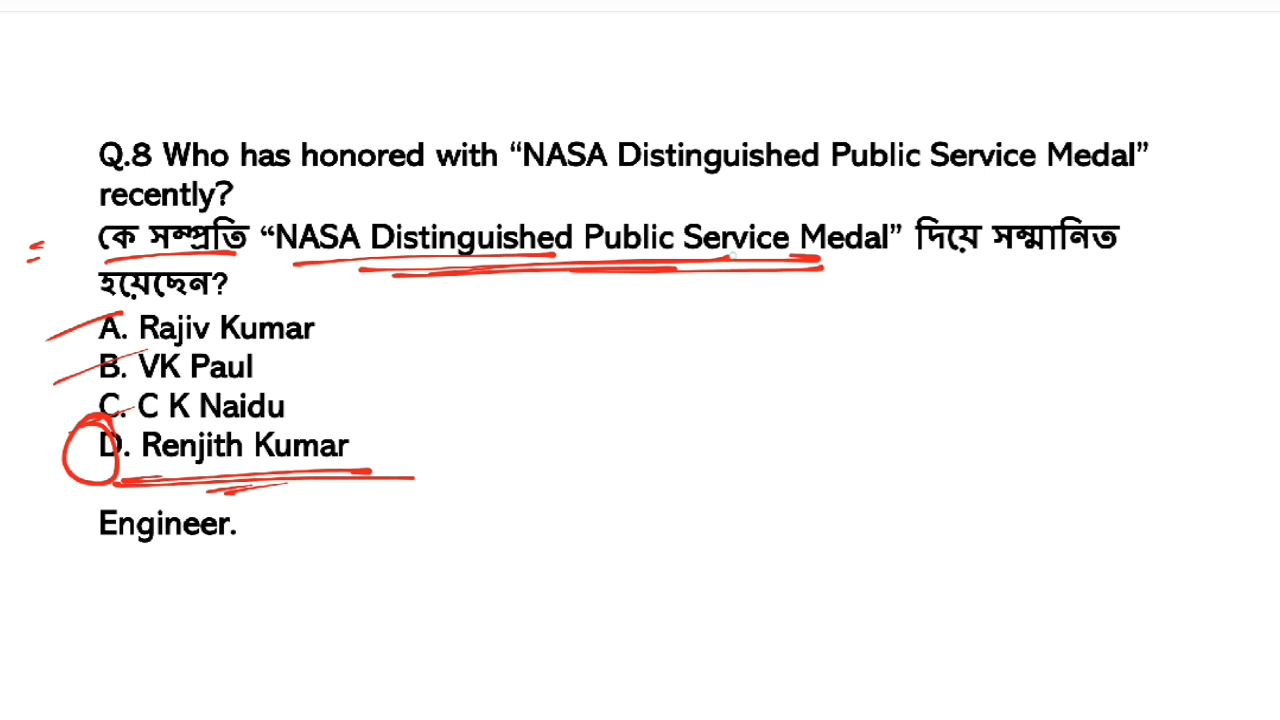 Q.8 Who has honored with “NASA Distinguished Public Service Medal”
recently?
কে সম্প্রতি “NASA Distinguished Public Service Medal” দিয়ে সম্মানিত
হয়েছেন?
A. Rajiv Kumar
B. VK Paul
C. C K Naidu
D. Renjith Kumar
Engineer.